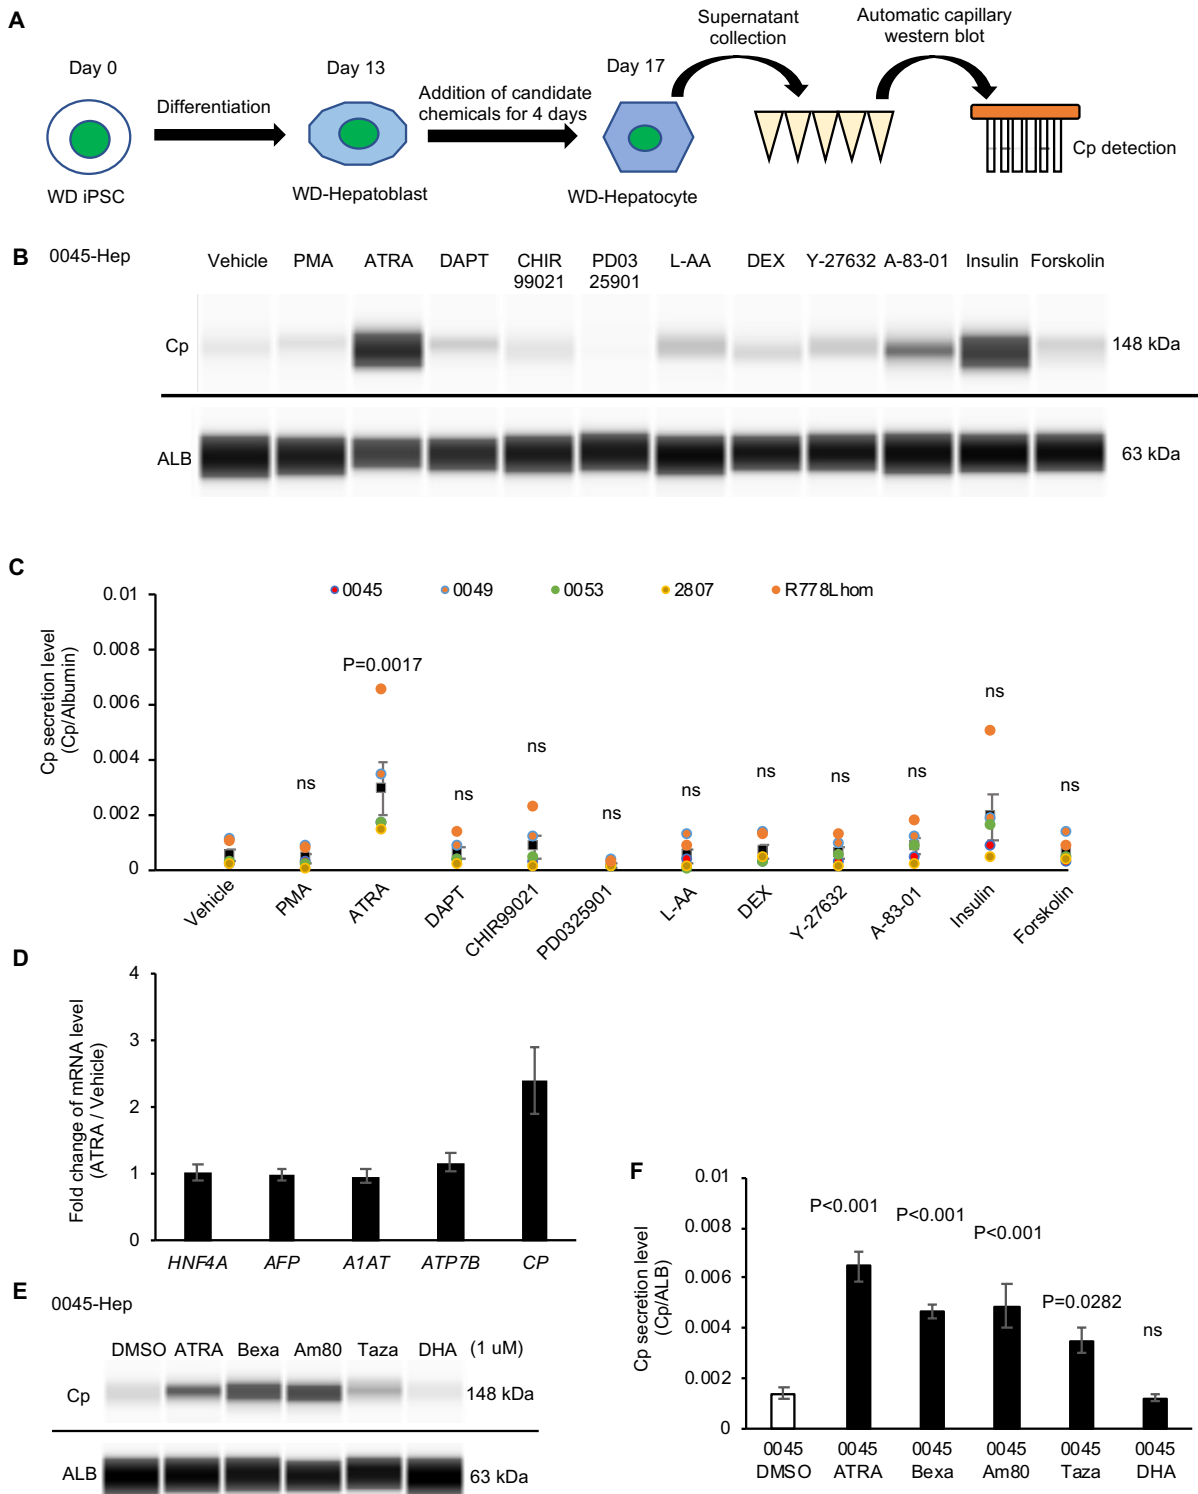 A
Day 0
Day 13
Day 17
Supernatant
collection
Automatic capillary
western blot
Differentiation
Addition of candidate
chemicals for 4 days
Cp detection
WD iPSC
WD-Hepatoblast
WD-Hepatocyte
B
0045-Hep
Vehicle PMA ATRA DAPT CHIR 99021 PD03 25901 L-AA DEX Y-27632 A-83-01 Insulin Forskolin
Cp
148 kDa
ALB
63 kDa
C
0045 0049 0053 2807 R778Lhom
Cp secretion level
(Cp/Albumin)
0.01
0.008
0.006
0.004
0.002
0
ns
P=0.0017
ns
ns
ns
ns
ns
ns
ns
ns
ns
Vehicle
PMA
ATRA
DAPT
CHIR99021
PD0325901
L-AA
DEX
Y-27632
A-83-01
Insulin
Forskolin
D
Fold change of mRNA level
(ATRA / Vehicle)
4
3
2
1
0
HNF4A AFP A1AT ATP7B CP
E
0045-Hep
DMSO ATRA Bexa Am80 Taza DHA (1 uM)
Cp
148 kDa
ALB
63 kDa
F
Cp secretion level
(Cp/ALB)
0.01
0.008
0.006
0.004
0.002
0
P<0.001
P<0.001
P<0.001
P=0.0282
ns
0045 0045 0045 0045 0045 0045
DMSO ATRA Bexa Am80 Taza DHA